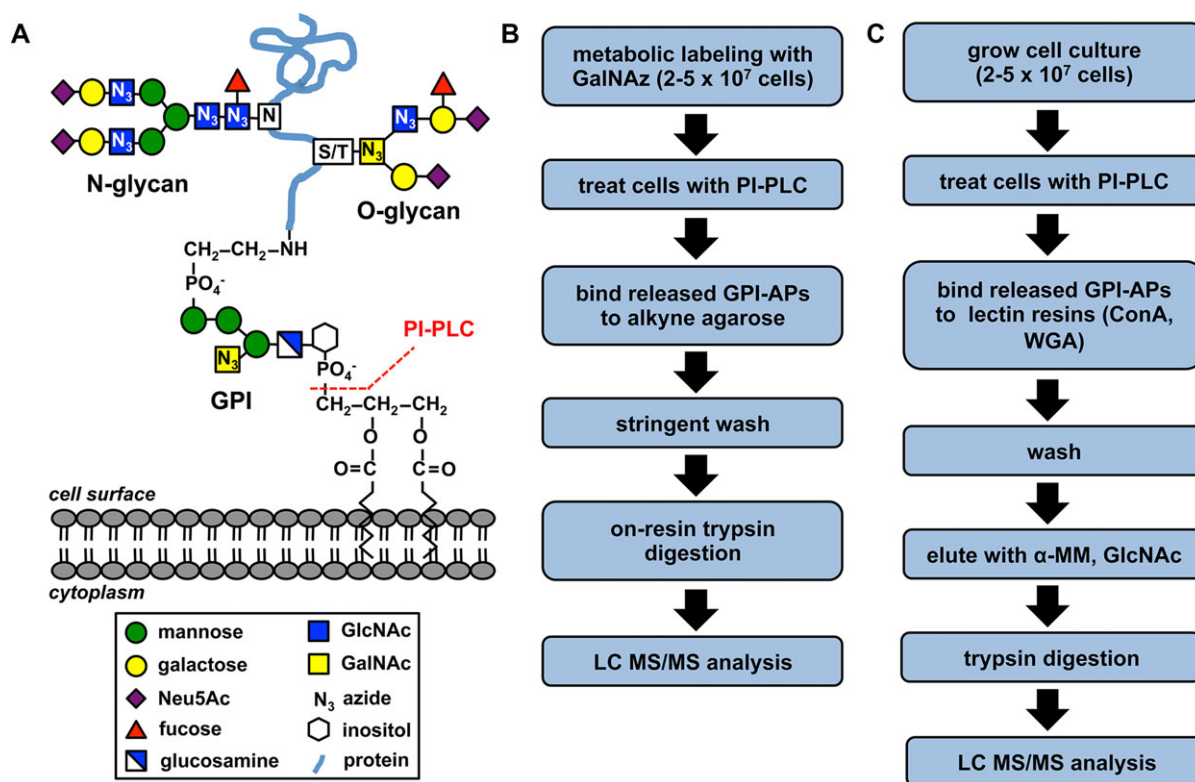 A
N₃
N₃
N₃
N₃
N
N-glycan
S/T
N₃
N₃
O-glycan
CH₂–CH₂–NH
PO₄⁻
N₃
GPI
PI-PLC
PO₄⁻
CH₂–CH₂–CH₂
O
O
O=C
C=O
cell surface
cytoplasm
mannose
galactose
Neu5Ac
fucose
glucosamine
GlcNAc
GalNAc
N₃ azide
inositol
protein
B
metabolic labeling with
GalNAz (2-5 x 10⁷ cells)
treat cells with PI-PLC
bind released GPI-APs
to alkyne agarose
stringent wash
on-resin trypsin
digestion
LC MS/MS analysis
C
grow cell culture
(2-5 x 10⁷ cells)
treat cells with PI-PLC
bind released GPI-APs
to lectin resins (ConA,
WGA)
wash
elute with α-MM, GlcNAc
trypsin digestion
LC MS/MS analysis